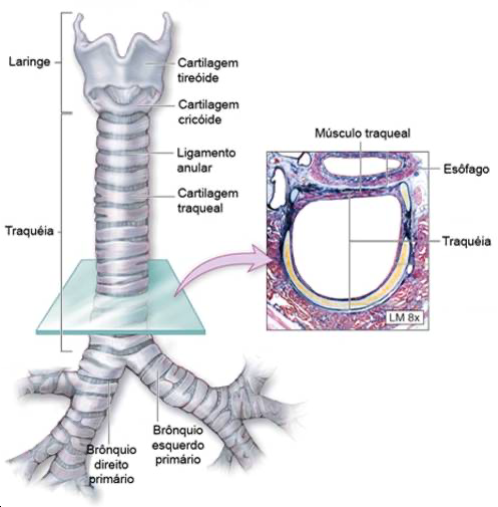 Laringe
Cartilagem
tireóide
Cartilagem
cricóide
Ligamento
anular
Cartilagem
traqueal
Traquéia
Músculo traqueal
Esôfago
Traquéia
LM 8x
Brônquio
esquerdo
primário
Brônquio
direito
primário